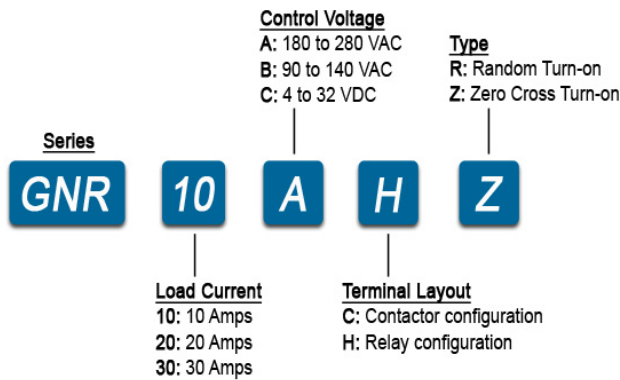 Control Voltage
A: 180 to 280 VAC
B: 90 to 140 VAC
C: 4 to 32 VDC
Type
R: Random Turn-on
Z: Zero Cross Turn-on
Series
GNR 10 A H Z
Load Current
10: 10 Amps
20: 20 Amps
30: 30 Amps
Terminal Layout
C: Contactor configuration
H: Relay configuration